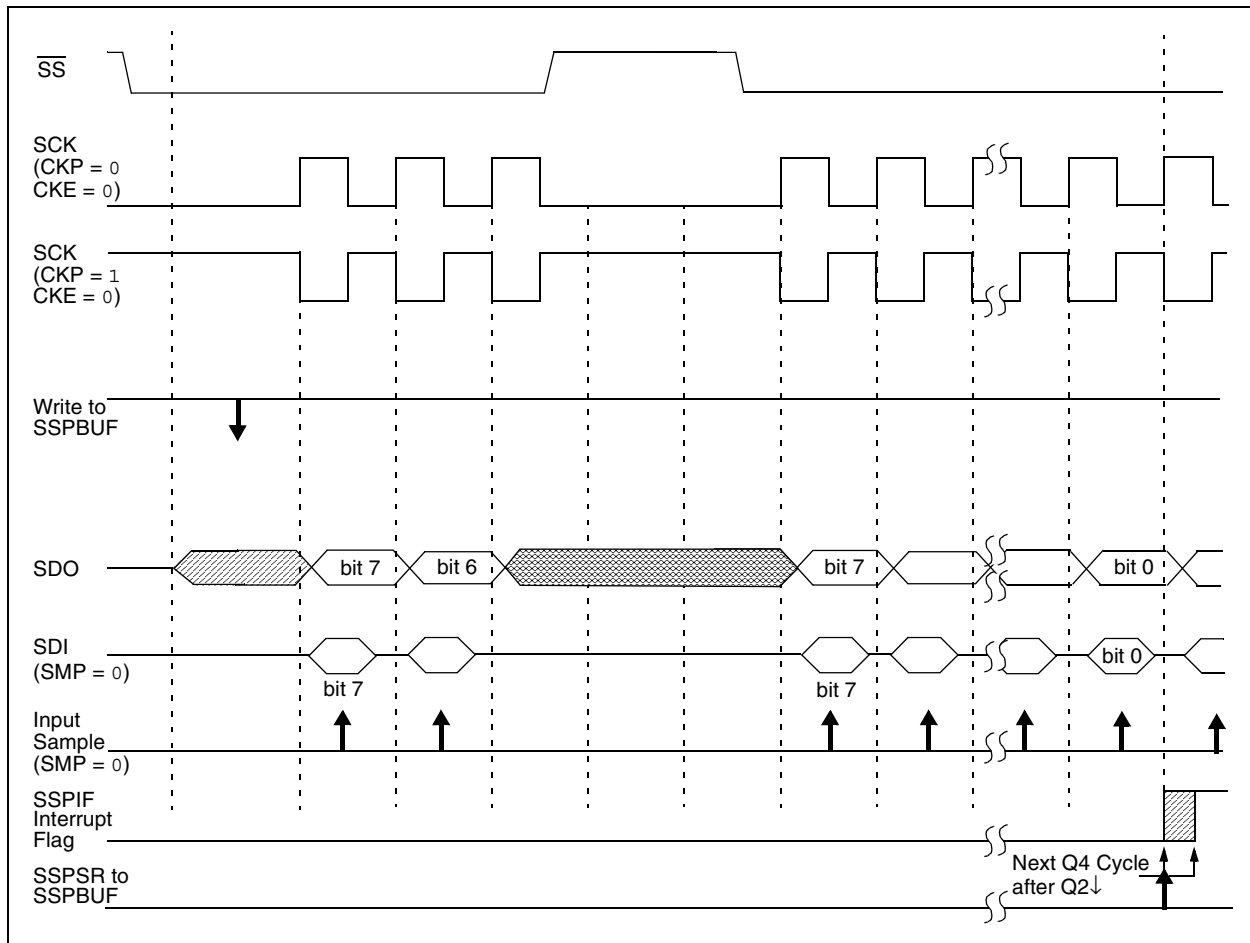 SS
SCK
(CKP = 0
CKE = 0)
SCK
(CKP = 1
CKE = 0)
Write to
SSPBUF
SDO
bit 7
bit 6
bit 7
bit 0
SDI
(SMP = 0)
bit 7
bit 7
bit 0
Input
Sample
(SMP = 0)
SSPIF
Interrupt
Flag
Next Q4 Cycle
after Q2↓
SSPSR to
SSPBUF